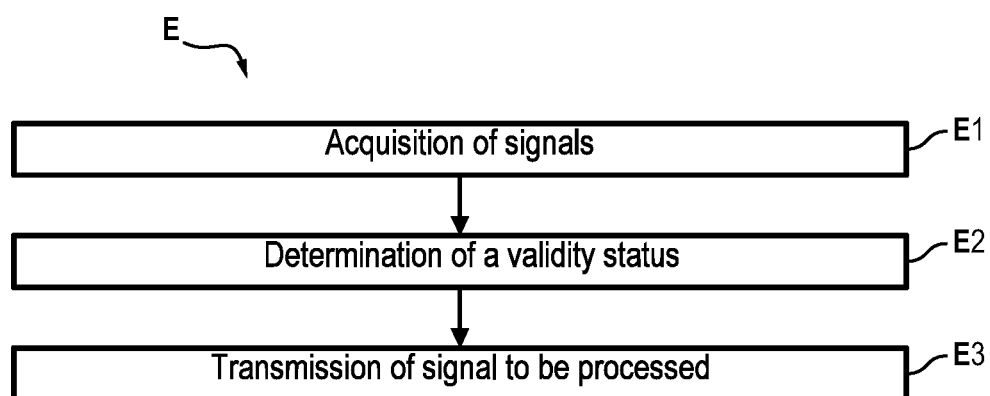 E
Acquisition of signals
E1
Determination of a validity status
E2
Transmission of signal to be processed
E3